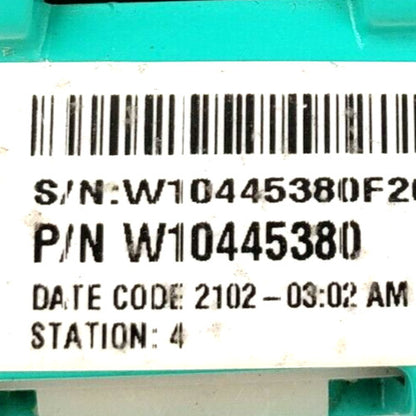 S/N:W10445380F20
P/N W10445380
DATE CODE 2102-03:02 AM
STATION: 4